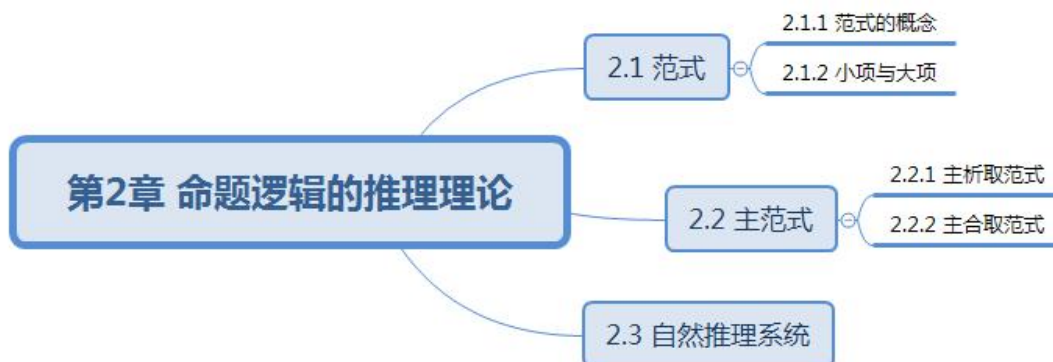 第2章 命题逻辑的推理理论
2.1 范式
2.1.1 范式的概念
2.1.2 小项与大项
2.2 主范式
2.2.1 主析取范式
2.2.2 主合取范式
2.3 自然推理系统